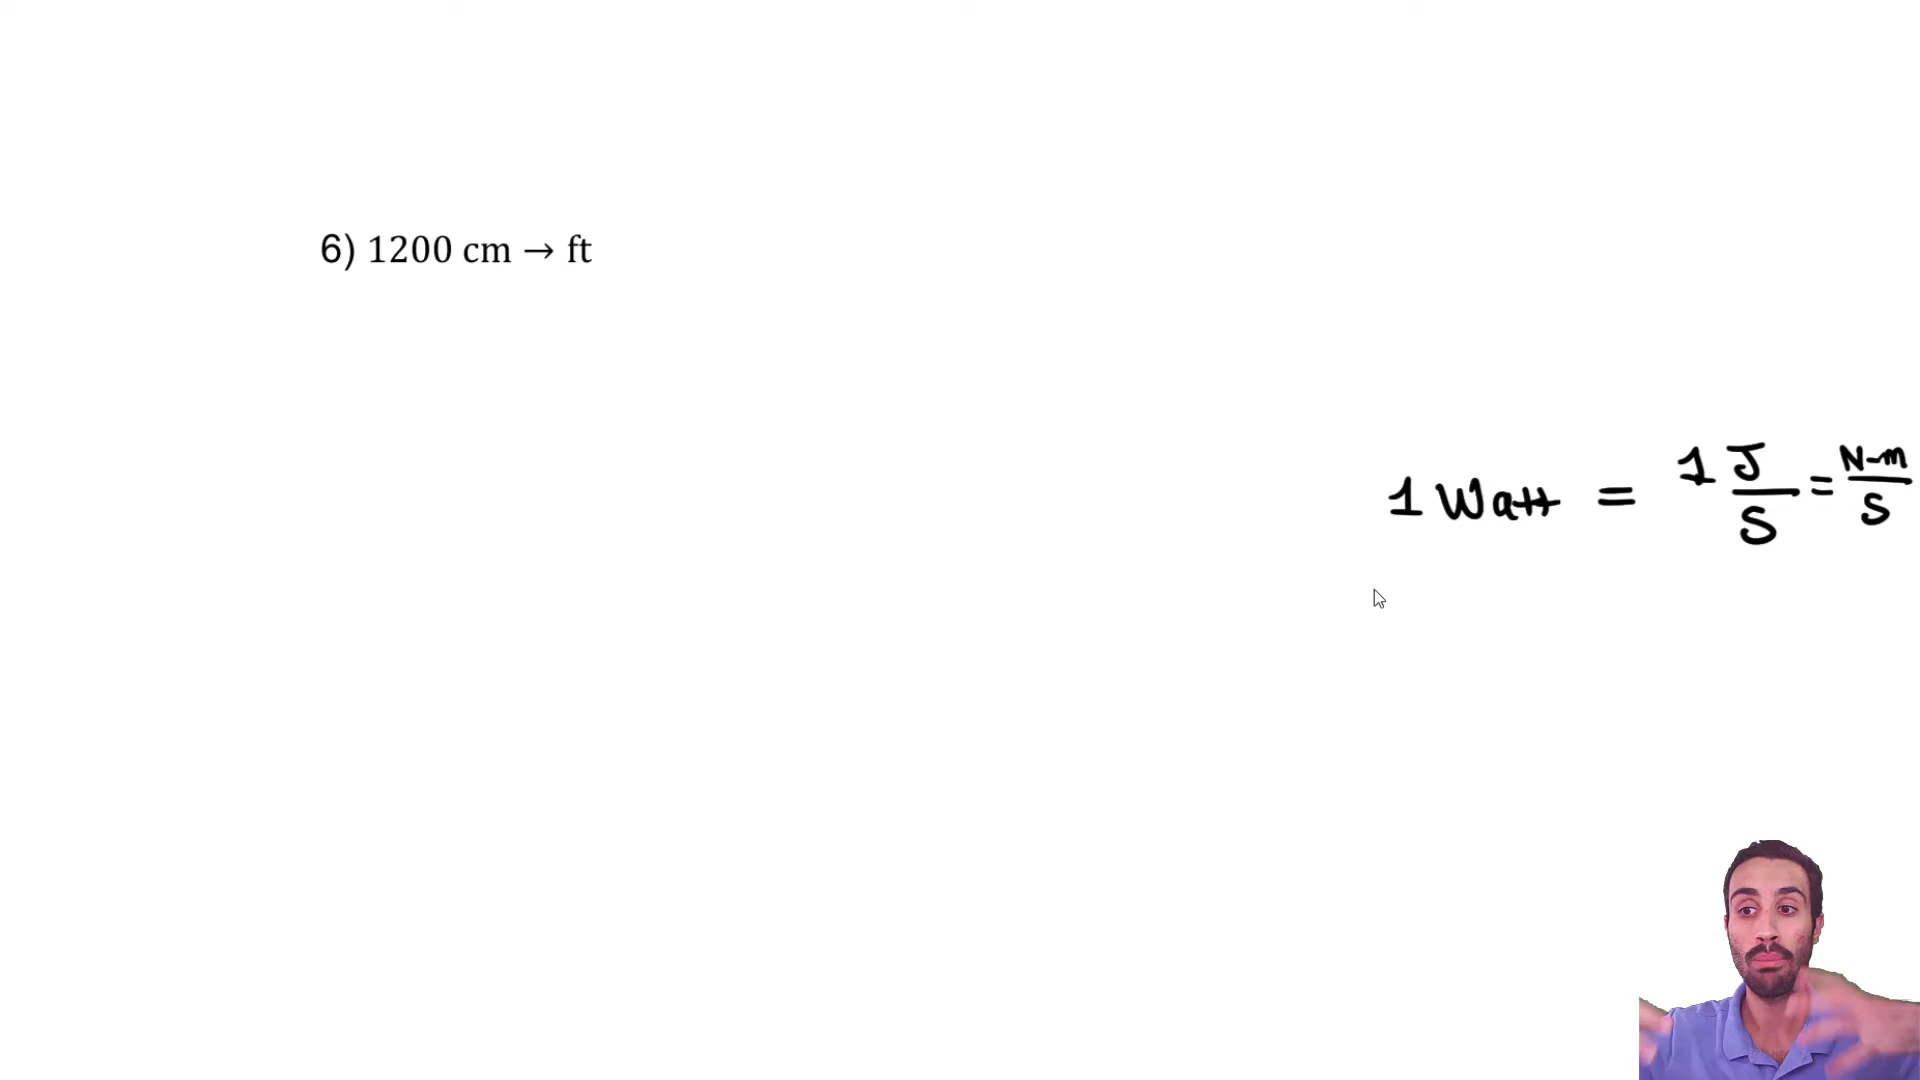 6) 1200 cm → ft
1 Watt = 1 J/S = N-m/S